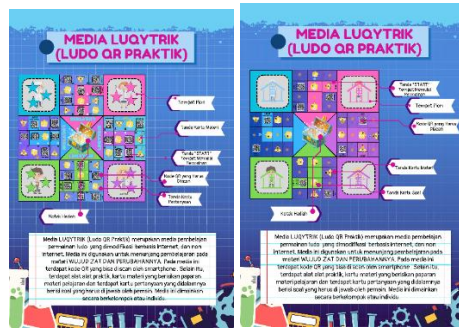 MEDIA LUQYTRIK
(LUDO QR PRAKTIK)
Tempat Pion
Tanda Kartu Materi
Tanda "START"
Tempat Memulai
Permainan
Kode QR yang Harus
Discan
Tanda Kartu
Pertanyaan
Media LUQYTRIK (Ludo QR Praktik) merupakan media pembelajaran
permainan ludo yang dimodifikasi berbasis internet, dan non
internet. Media ini digunakan untuk menunjang pembelajaran pada
materi WUJUD ZAT DAN PERUBAHANNYA. Pada media ini
terdapat kode QR yang bisa discan oleh smartphone. Selain itu,
terdapat alat alat praktik, kartu materi yang berisikan paparan
materi pelajaran dan terdapat kartu pertanyaan yang didalamnya
berisi soal yang harus di jawab oleh pemain. Media ini dimainkan
secara berkelompok atau individu
MEDIA LUQYTRIK
(LUDO QR PRAKTIK)
Tanda "START"
Tempat Memulai
Permainan
Tempat Pion
Kode QR yang Harus
Discan
Tanda Kartu Materi
Tanda Kartu Soal
Kotak Hadiah
Media LUQYTRIK (Ludo QR Praktik) merupakan media pembelajaran
permainan ludo yang dimodifikasi berbasis internet, dan non
internet. Media ini digunakan untuk menunjang pembelajaran pada
materi WUJUD ZAT DAN PERUBAHANNYA. Pada media ini
terdapat kode QR yang bisa discan oleh smartphone. Selain itu,
terdapat alat alat praktik, kartu materi yang berisikan paparan
materi pelajaran dan terdapat kartu pertanyaan yang didalamnya
berisi soal yang harus di jawab oleh pemain. Media ini dimainkan
secara berkelompok atau individu